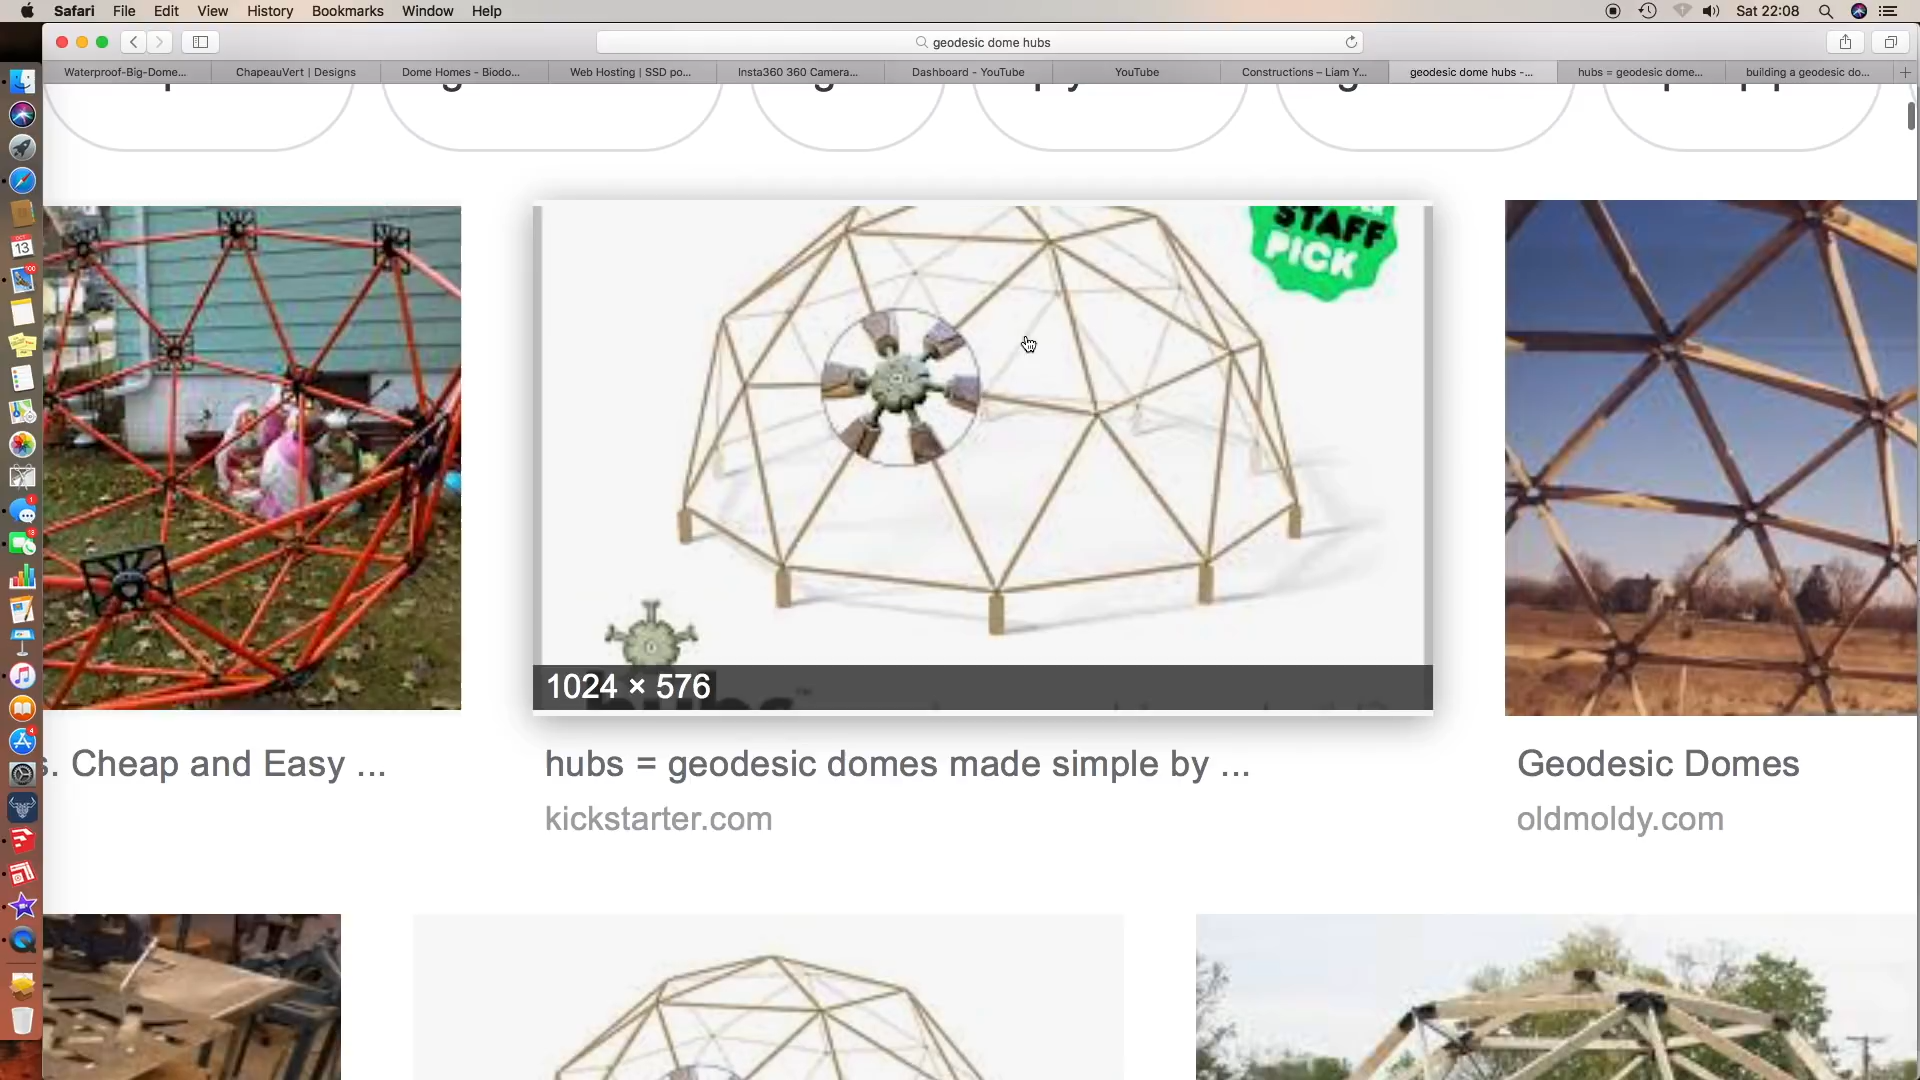 Safari File Edit View History Bookmarks Window Help Sat 22:08
geodesic dome hubs
Waterproof-Big-Dome... ChapeauVert | Designs Dome Homes - Biodo... Web Hosting | SSD po... Insta360 360 Camera... Dashboard - YouTube YouTube Constructions – Liam Y... geodesic dome hubs -... hubs = geodesic dome... building a geodesic do...
STAFF
PICK
1024 × 576
s. Cheap and Easy ...
hubs = geodesic domes made simple by ...
Geodesic Domes
kickstarter.com
oldmoldy.com
OCT
13